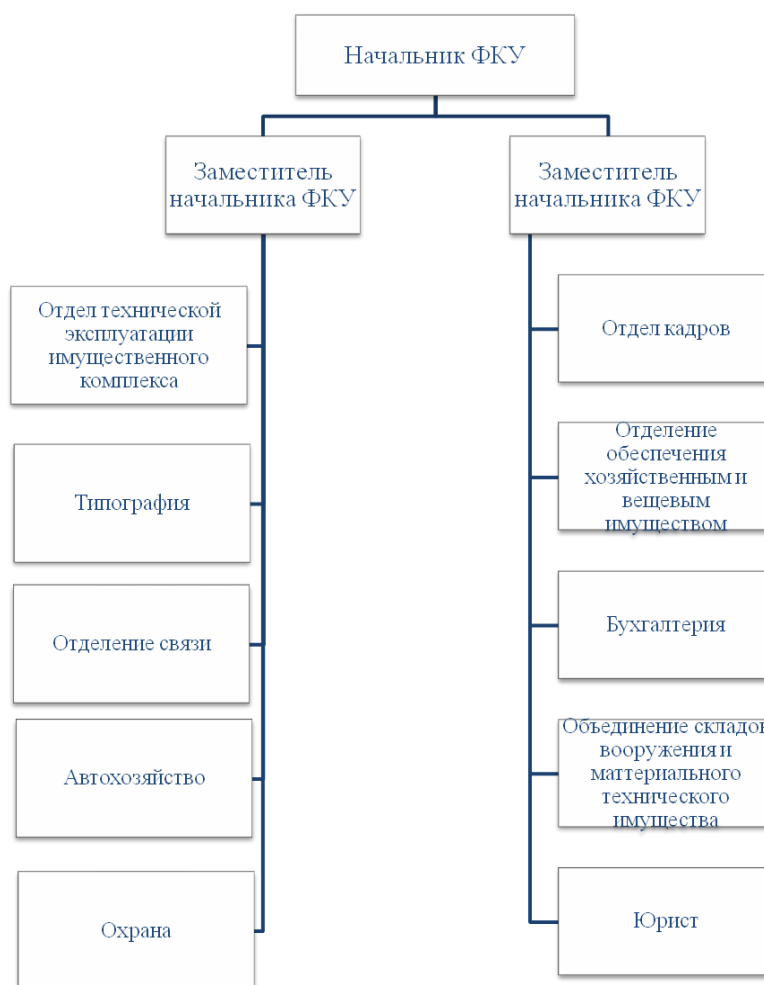 Начальник ФКУ
Заместитель
начальника ФКУ
Заместитель
начальника ФКУ
Отдел технической
эксплуатации
имущественного
комплекса
Типография
Отделение связи
Автохозяйство
Охрана
Отдел кадров
Отделение
обеспечения
хозяйственным и
вещевым
имуществом
Бухгалтерия
Объединение складов
вооружения и
маттериального
технического
имущества
Юрист